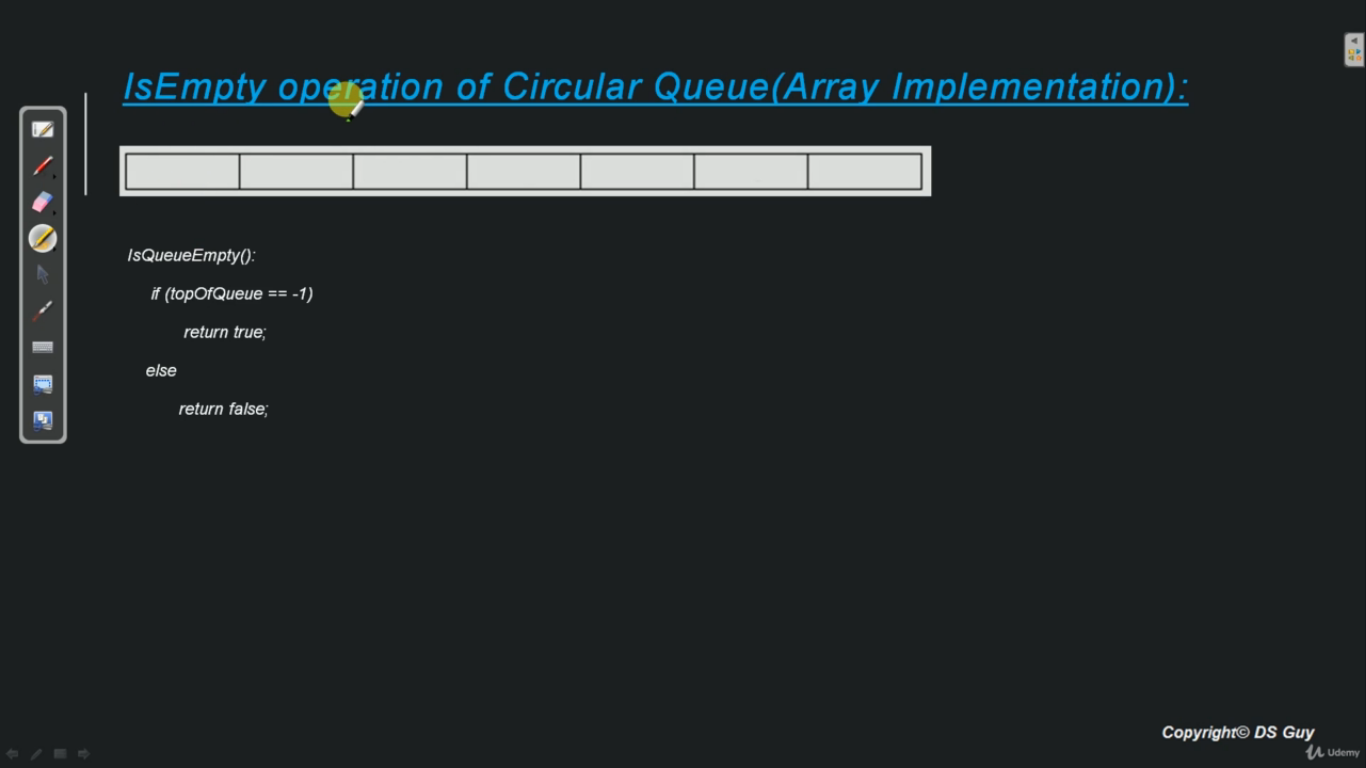 IsEmpty operation of Circular Queue(Array Implementation):
IsQueueEmpty():
if (topOfQueue == -1)
return true;
else
return false;
Copyright© DS Guy
Udemy